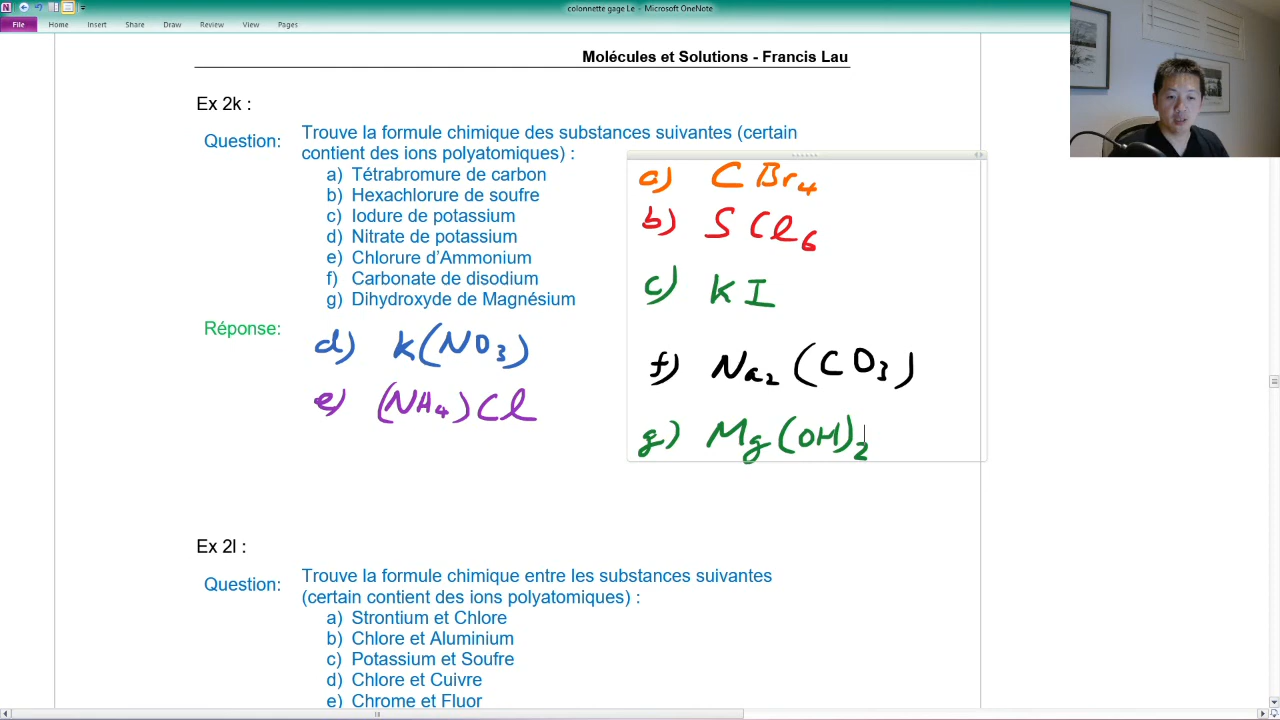 colonnette gage Le - Microsoft OneNote
File Home Insert Share Draw Review View Pages
Molécules et Solutions - Francis Lau
Ex 2k :
Question: Trouve la formule chimique des substances suivantes (certain
contient des ions polyatomiques) :
a) Tétrabromure de carbon
b) Hexachlorure de soufre
c) Iodure de potassium
d) Nitrate de potassium
e) Chlorure d'Ammonium
f) Carbonate de disodium
g) Dihydroxyde de Magnésium
a) CBr₄
b) SCl₆
c) KI
Réponse:
d) K(NO₃)
e) (NH₄)Cl
f) Na₂(CO₃)
g) Mg(OH)₂
Ex 2l :
Question: Trouve la formule chimique entre les substances suivantes
(certain contient des ions polyatomiques) :
a) Strontium et Chlore
b) Chlore et Aluminium
c) Potassium et Soufre
d) Chlore et Cuivre
e) Chrome et Fluor